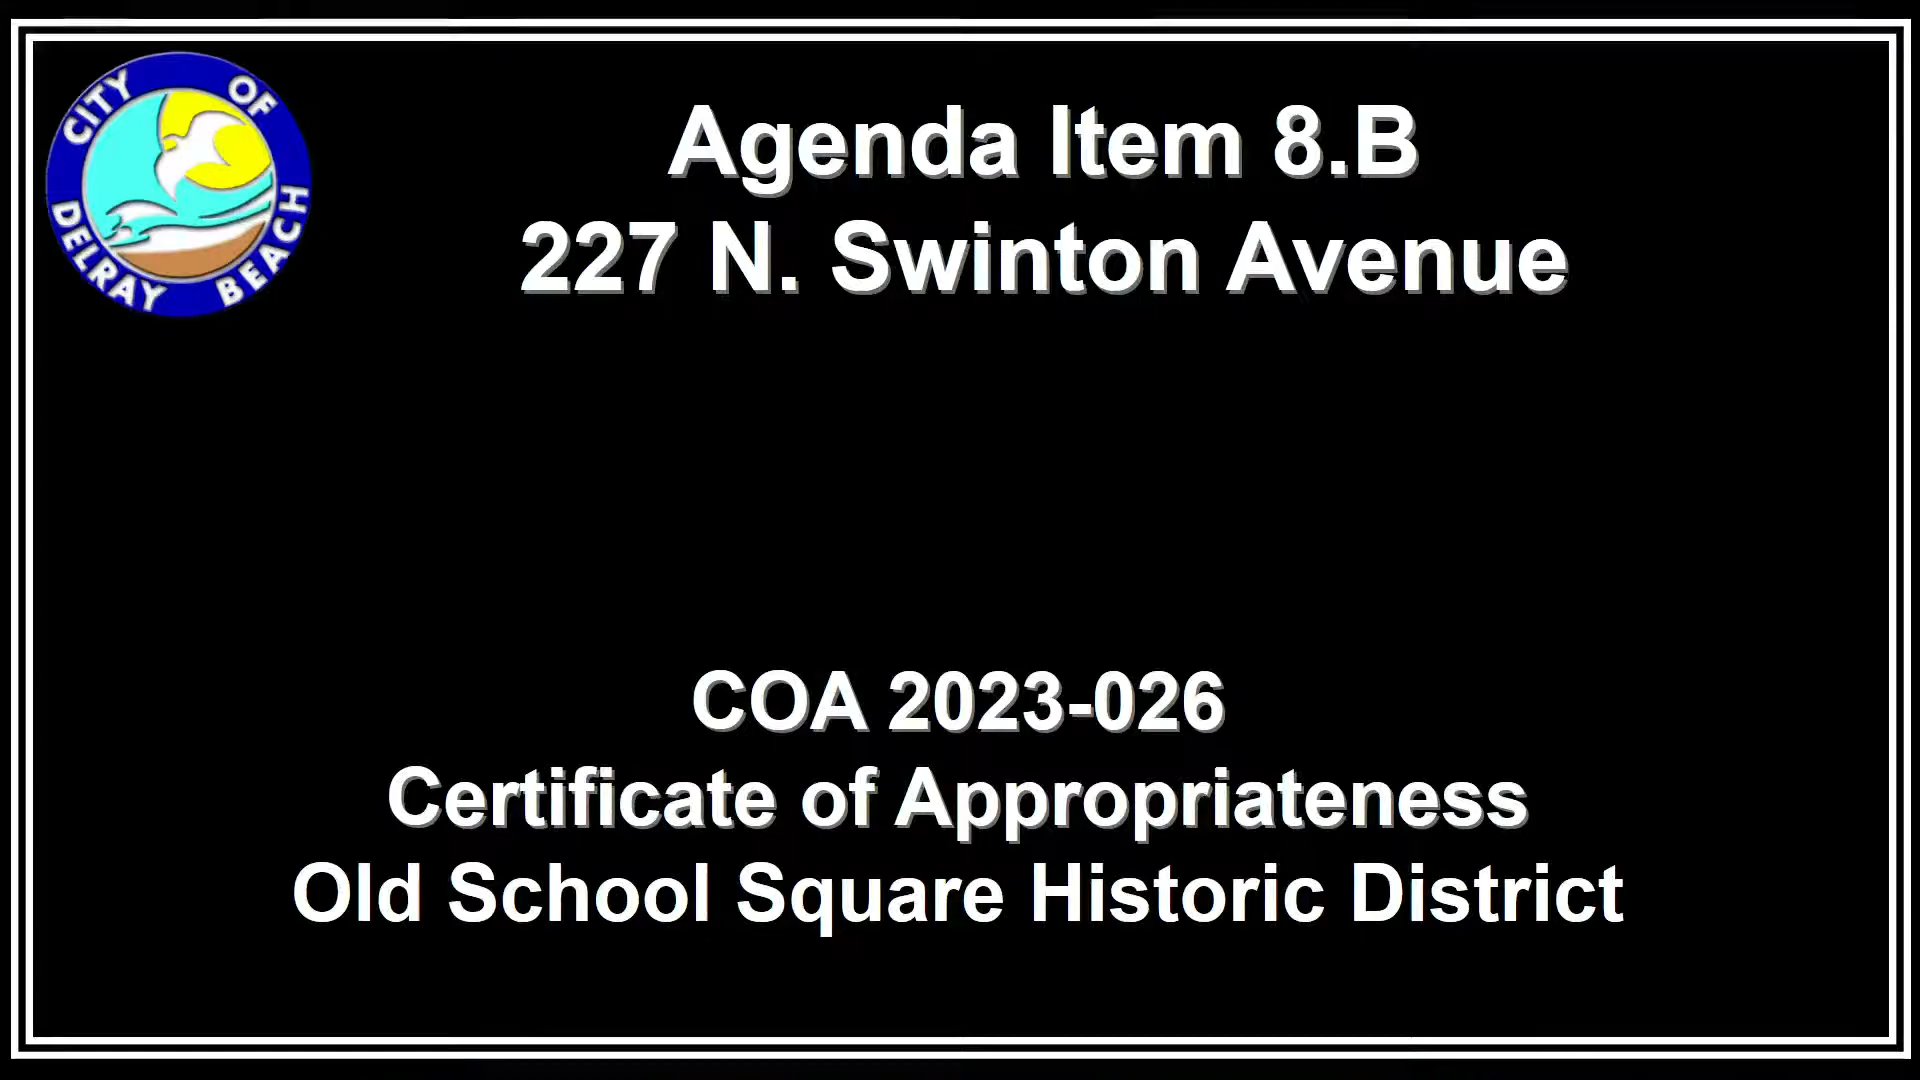 CITY OF
DELRAY BEACH
Agenda Item 8.B
227 N. Swinton Avenue
COA 2023-026
Certificate of Appropriateness
Old School Square Historic District